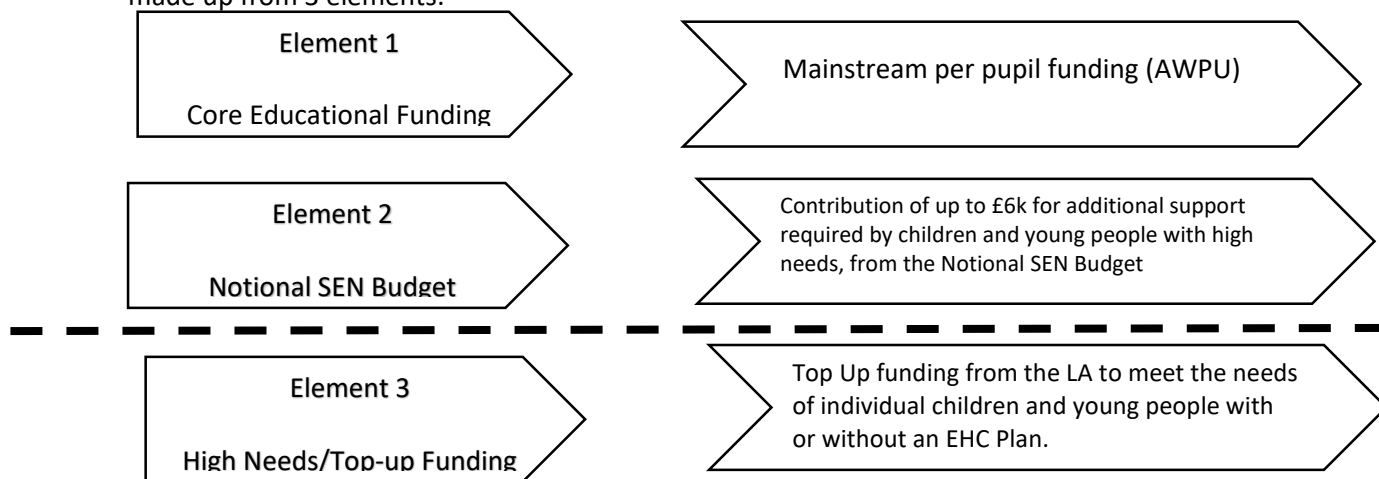 made up from 3 elements:
Element 1
Core Educational Funding
Mainstream per pupil funding (AWPU)
Element 2
Notional SEN Budget
Contribution of up to £6k for additional support
required by children and young people with high
needs, from the Notional SEN Budget
Element 3
High Needs/Top-up Funding
Top Up funding from the LA to meet the needs
of individual children and young people with
or without an EHC Plan.